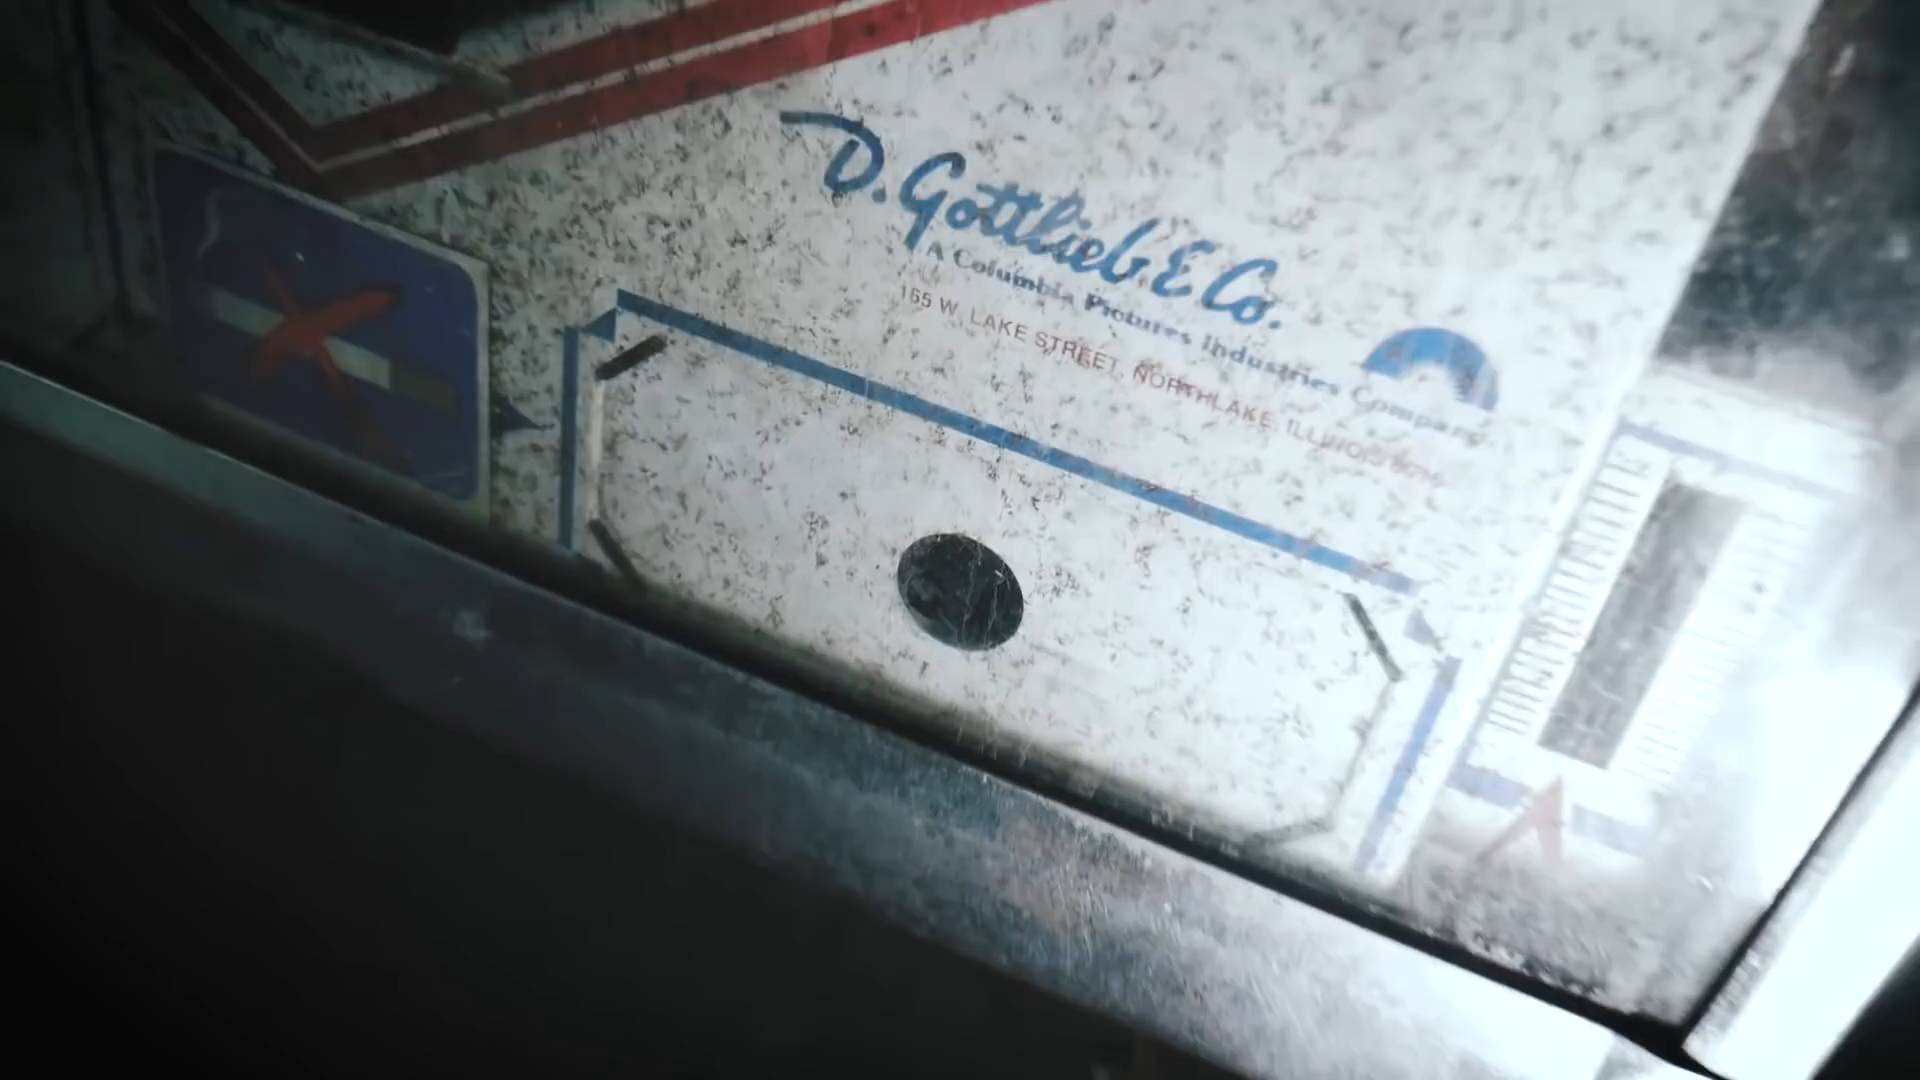 D. Gottlieb & Co.
A Columbia Pictures Industries Company
165 W. LAKE STREET, NORTHLAKE, ILLINOIS